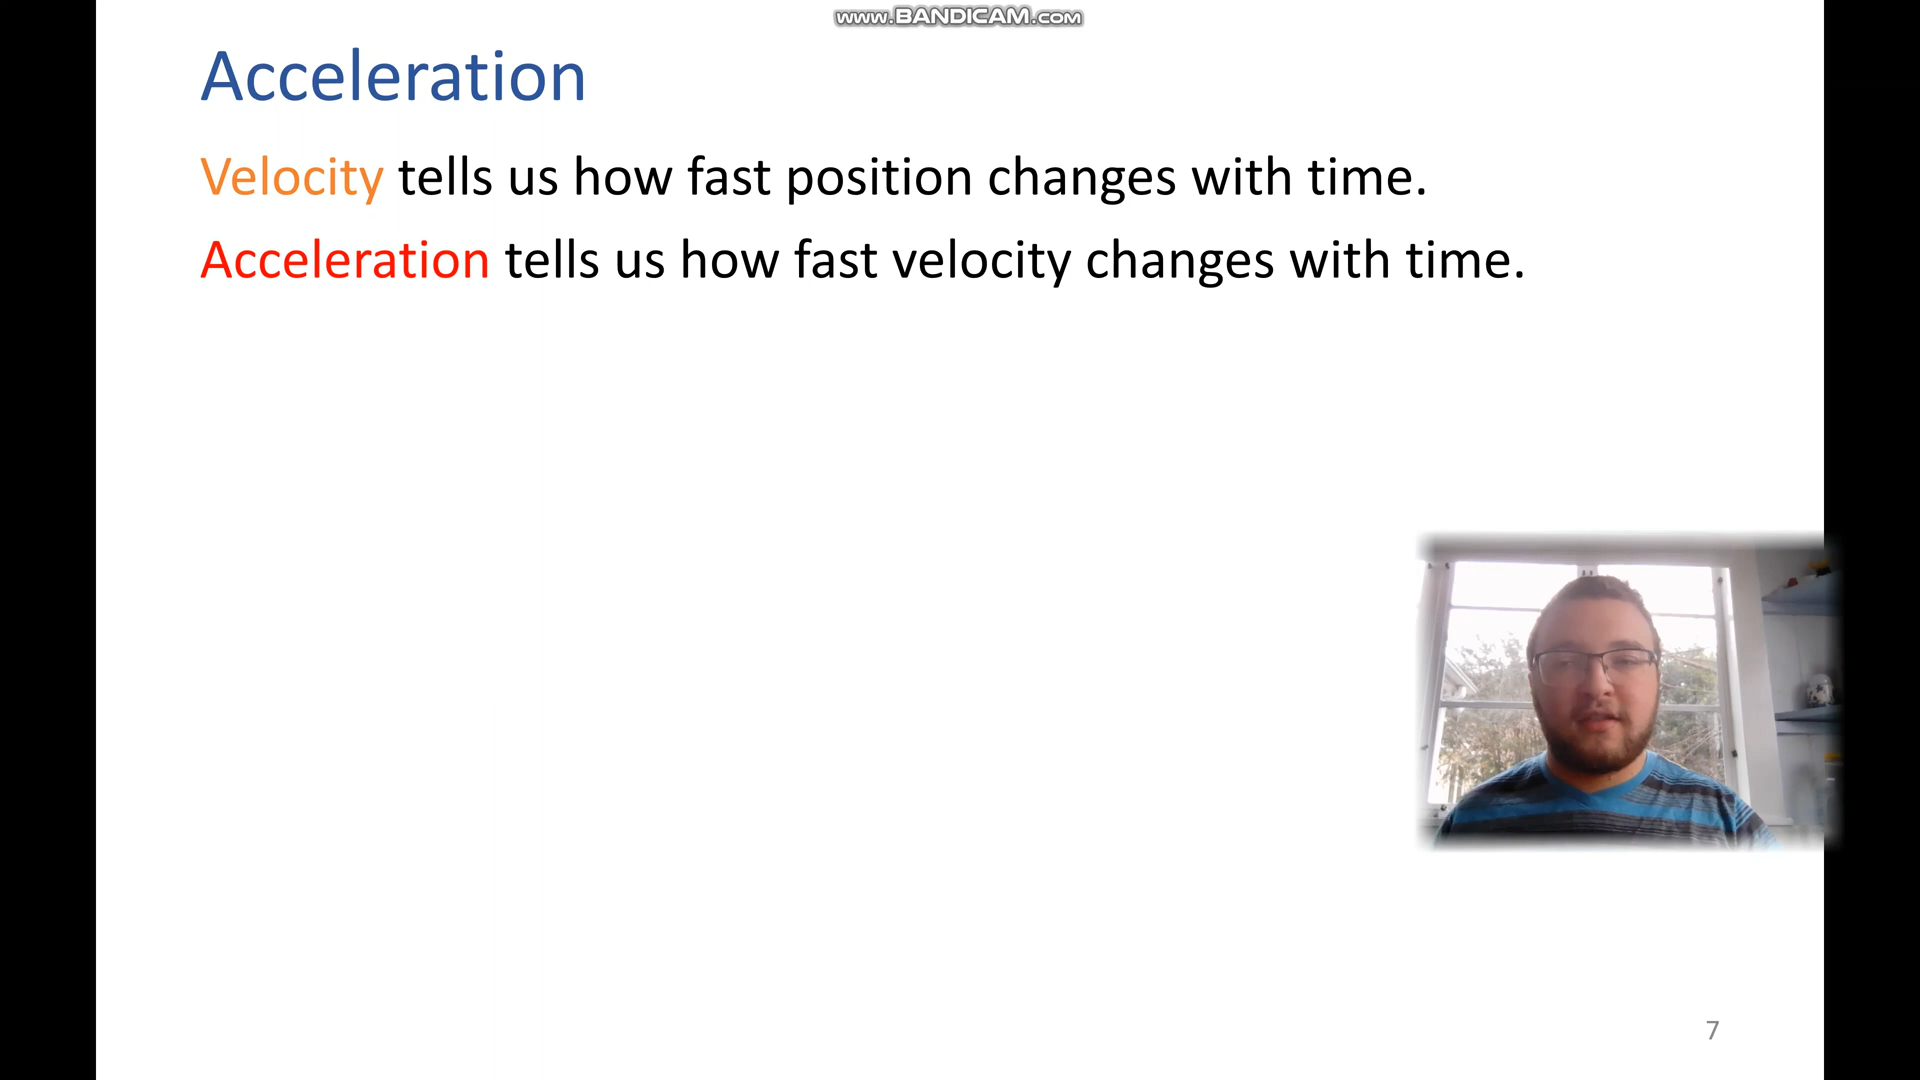 www.BANDICAM.com
Acceleration
Velocity tells us how fast position changes with time.
Acceleration tells us how fast velocity changes with time.
7